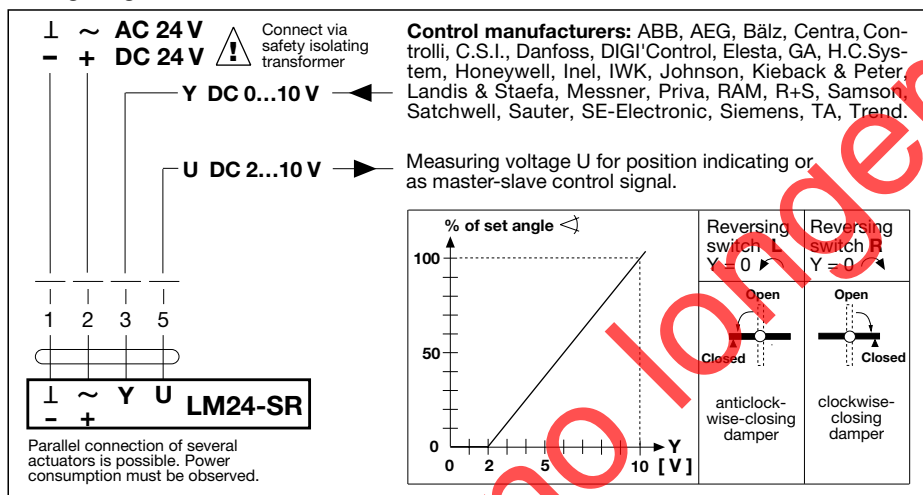 ⊥ ~ AC 24 V
− + DC 24 V
Connect via
safety isolating
transformer
Y DC 0...10 V
U DC 2...10 V
Control manufacturers: ABB, AEG, Bälz, Centra, Con-
trolli, C.S.I., Danfoss, DIGI'Control, Elesta, GA, H.C.Sys-
tem, Honeywell, Inel, IWK, Johnson, Kieback & Peter,
Landis & Staefa, Messner, Priva, RAM, R+S, Samson,
Satchwell, Sauter, SE-Electronic, Siemens, TA, Trend.
Measuring voltage U for position indicating or
as master-slave control signal.
1 2 3 5
⊥ ~ Y U
− +
LM24-SR
Parallel connection of several
actuators is possible. Power
consumption must be observed.
% of set angle
100
50
0
0 2 5 10
Y
[ V ]
Reversing
switch L
Y = 0
Open
Closed
anticlock-
wise-closing
damper
Reversing
switch R
Y = 0
Open
Closed
clockwise-
closing
damper
no longer